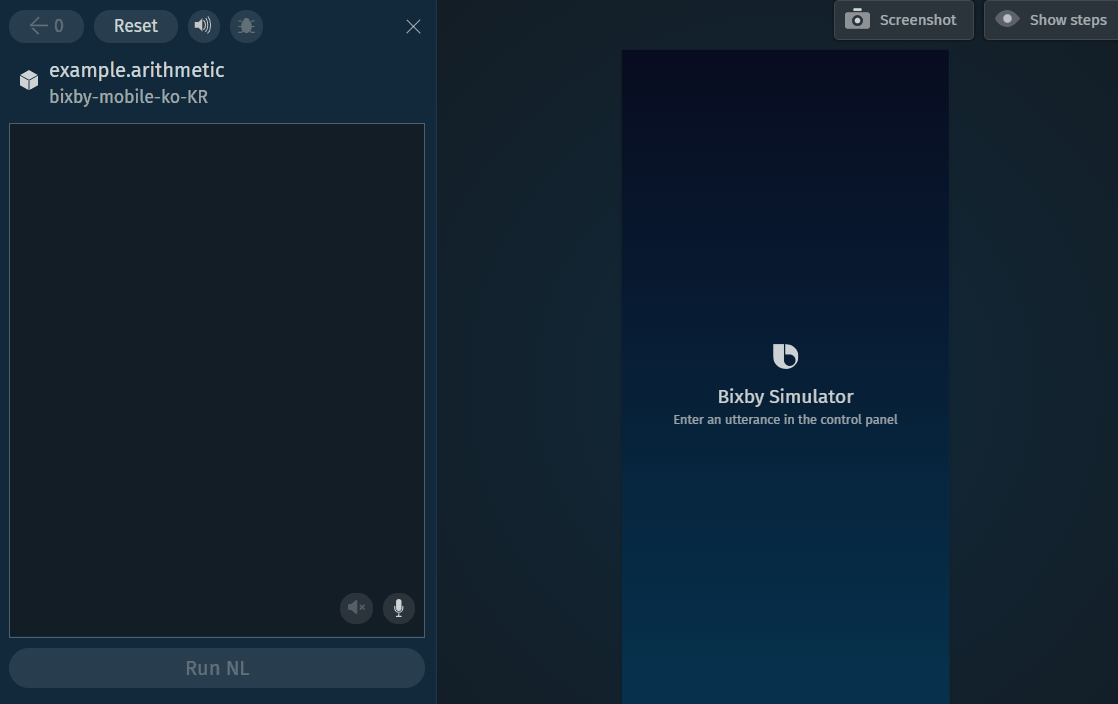 0
Reset
example.arithmetic
bixby-mobile-ko-KR
Run NL
Screenshot
Show steps
Bixby Simulator
Enter an utterance in the control panel